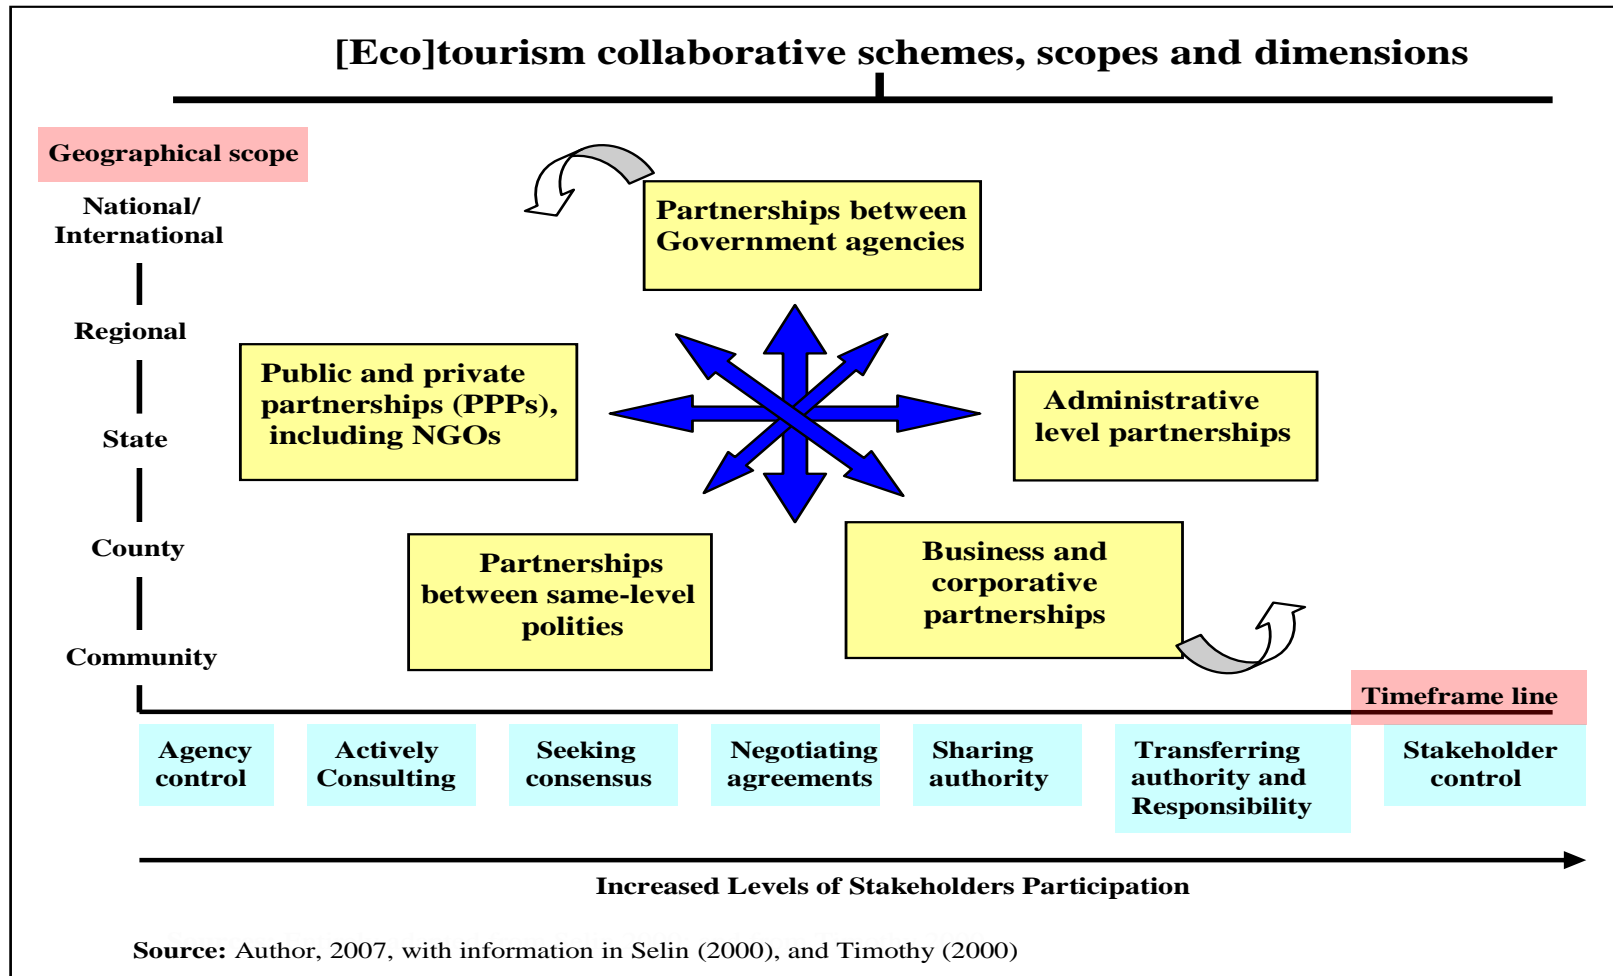 [Eco]tourism collaborative schemes, scopes and dimensions
Geographical scope
National/
International
Regional
State
County
Community
Partnerships between
Government agencies
Public and private
partnerships (PPPs),
including NGOs
Administrative
level partnerships
Partnerships
between same-level
polities
Business and
corporative
partnerships
Timeframe line
Agency
control
Actively
Consulting
Seeking
consensus
Negotiating
agreements
Sharing
authority
Transferring
authority and
Responsibility
Stakeholder
control
Increased Levels of Stakeholders Participation
Source: Author, 2007, with information in Selin (2000), and Timothy (2000)